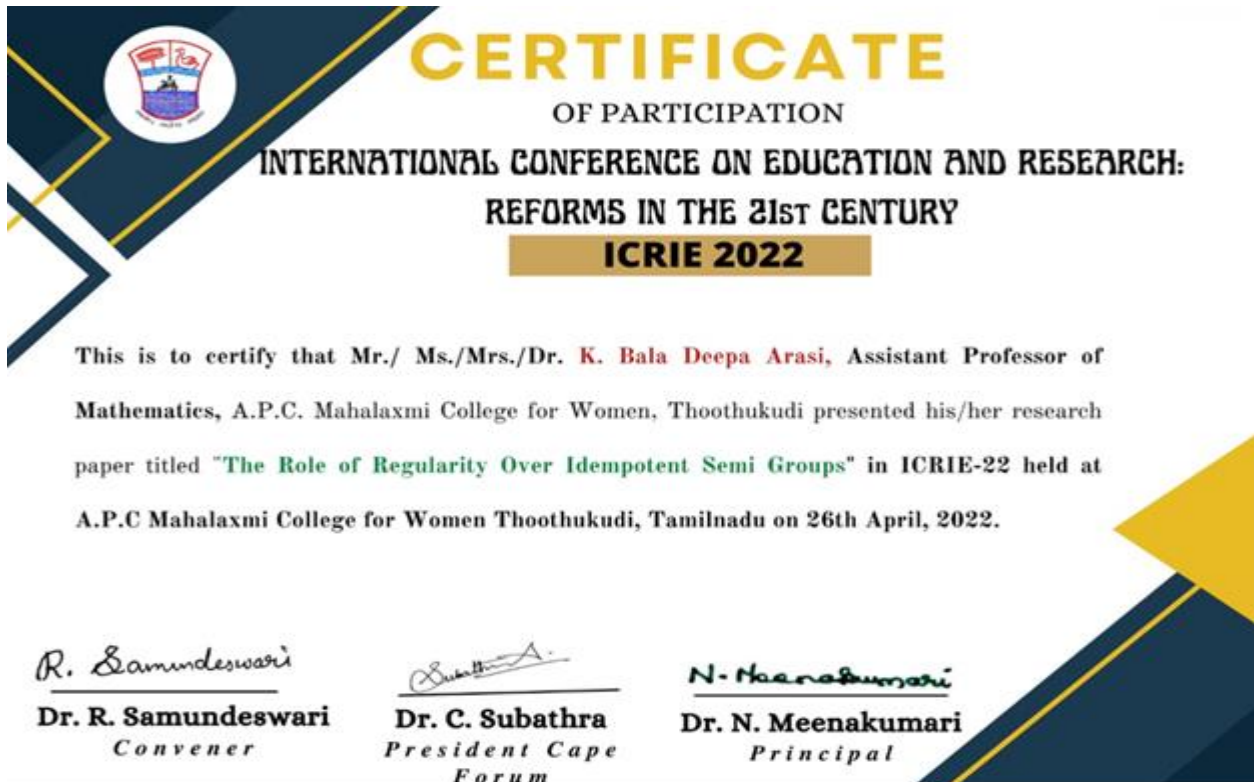 CERTIFICATE
OF PARTICIPATION
INTERNATIONAL CONFERENCE ON EDUCATION AND RESEARCH:
REFORMS IN THE 21ST CENTURY
ICRIE 2022
This is to certify that Mr./ Ms./Mrs./Dr. K. Bala Deepa Arasi, Assistant Professor of
Mathematics, A.P.C. Mahalaxmi College for Women, Thoothukudi presented his/her research
paper titled "The Role of Regularity Over Idempotent Semi Groups" in ICRIE-22 held at
A.P.C Mahalaxmi College for Women Thoothukudi, Tamilnadu on 26th April, 2022.
R. Samundeswari
Subathra
N. Meenakumari
Dr. R. Samundeswari
Convener
Dr. C. Subathra
President Cape
Forum
Dr. N. Meenakumari
Principal